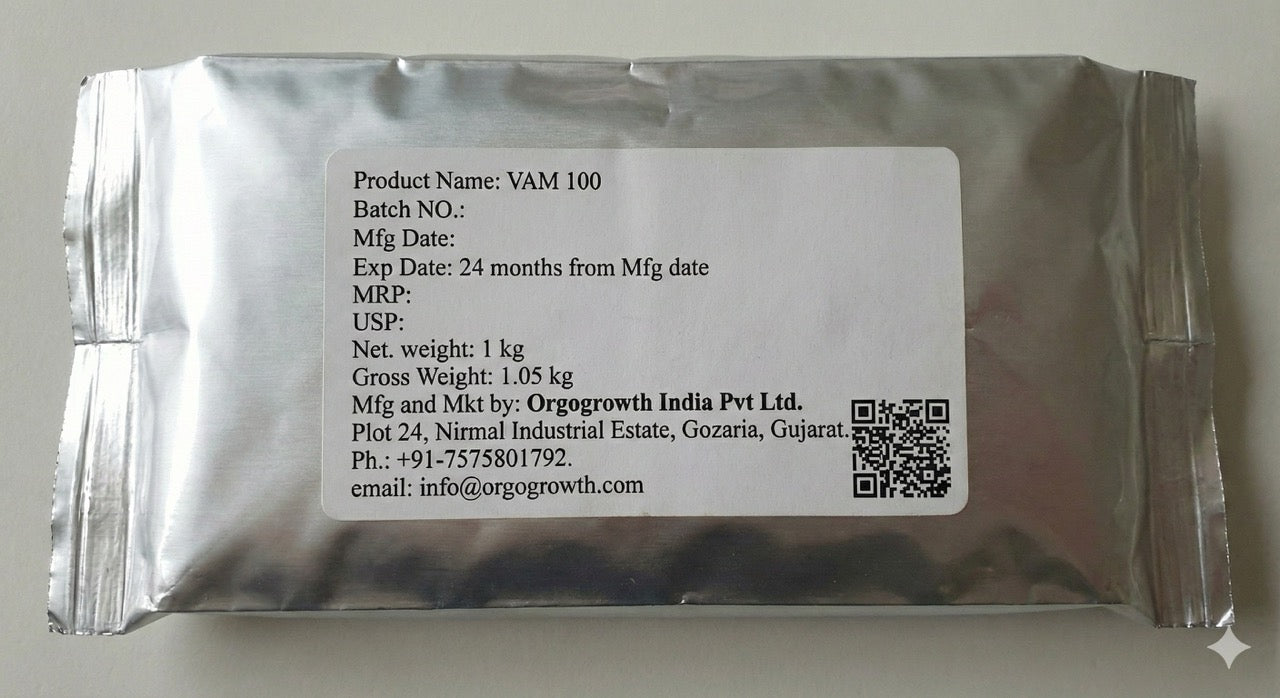 Product Name: VAM 100
Batch NO.:
Mfg Date:
Exp Date: 24 months from Mfg date
MRP:
USP:
Net. weight: 1 kg
Gross Weight: 1.05 kg
Mfg and Mkt by: Orgogrowth India Pvt Ltd.
Plot 24, Nirmal Industrial Estate, Gozaria, Gujarat.
Ph.: +91-7575801792.
email: info@orgogrowth.com